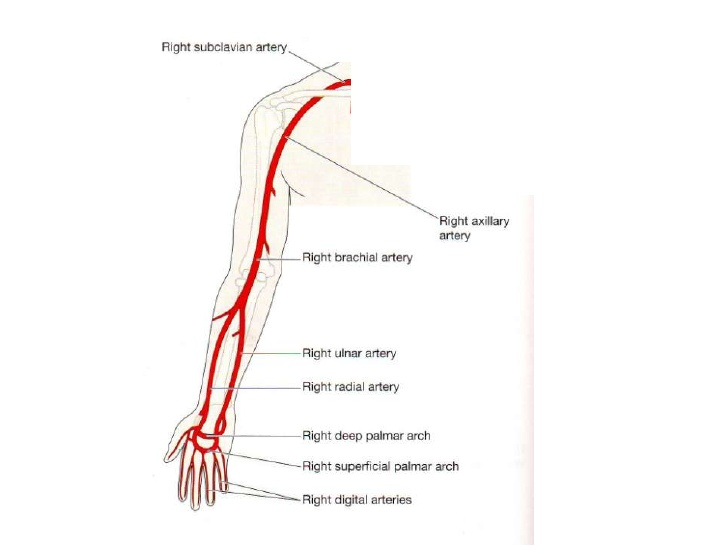 Right subclavian artery
Right axillary
artery
Right brachial artery
Right ulnar artery
Right radial artery
Right deep palmar arch
Right superficial palmar arch
Right digital arteries